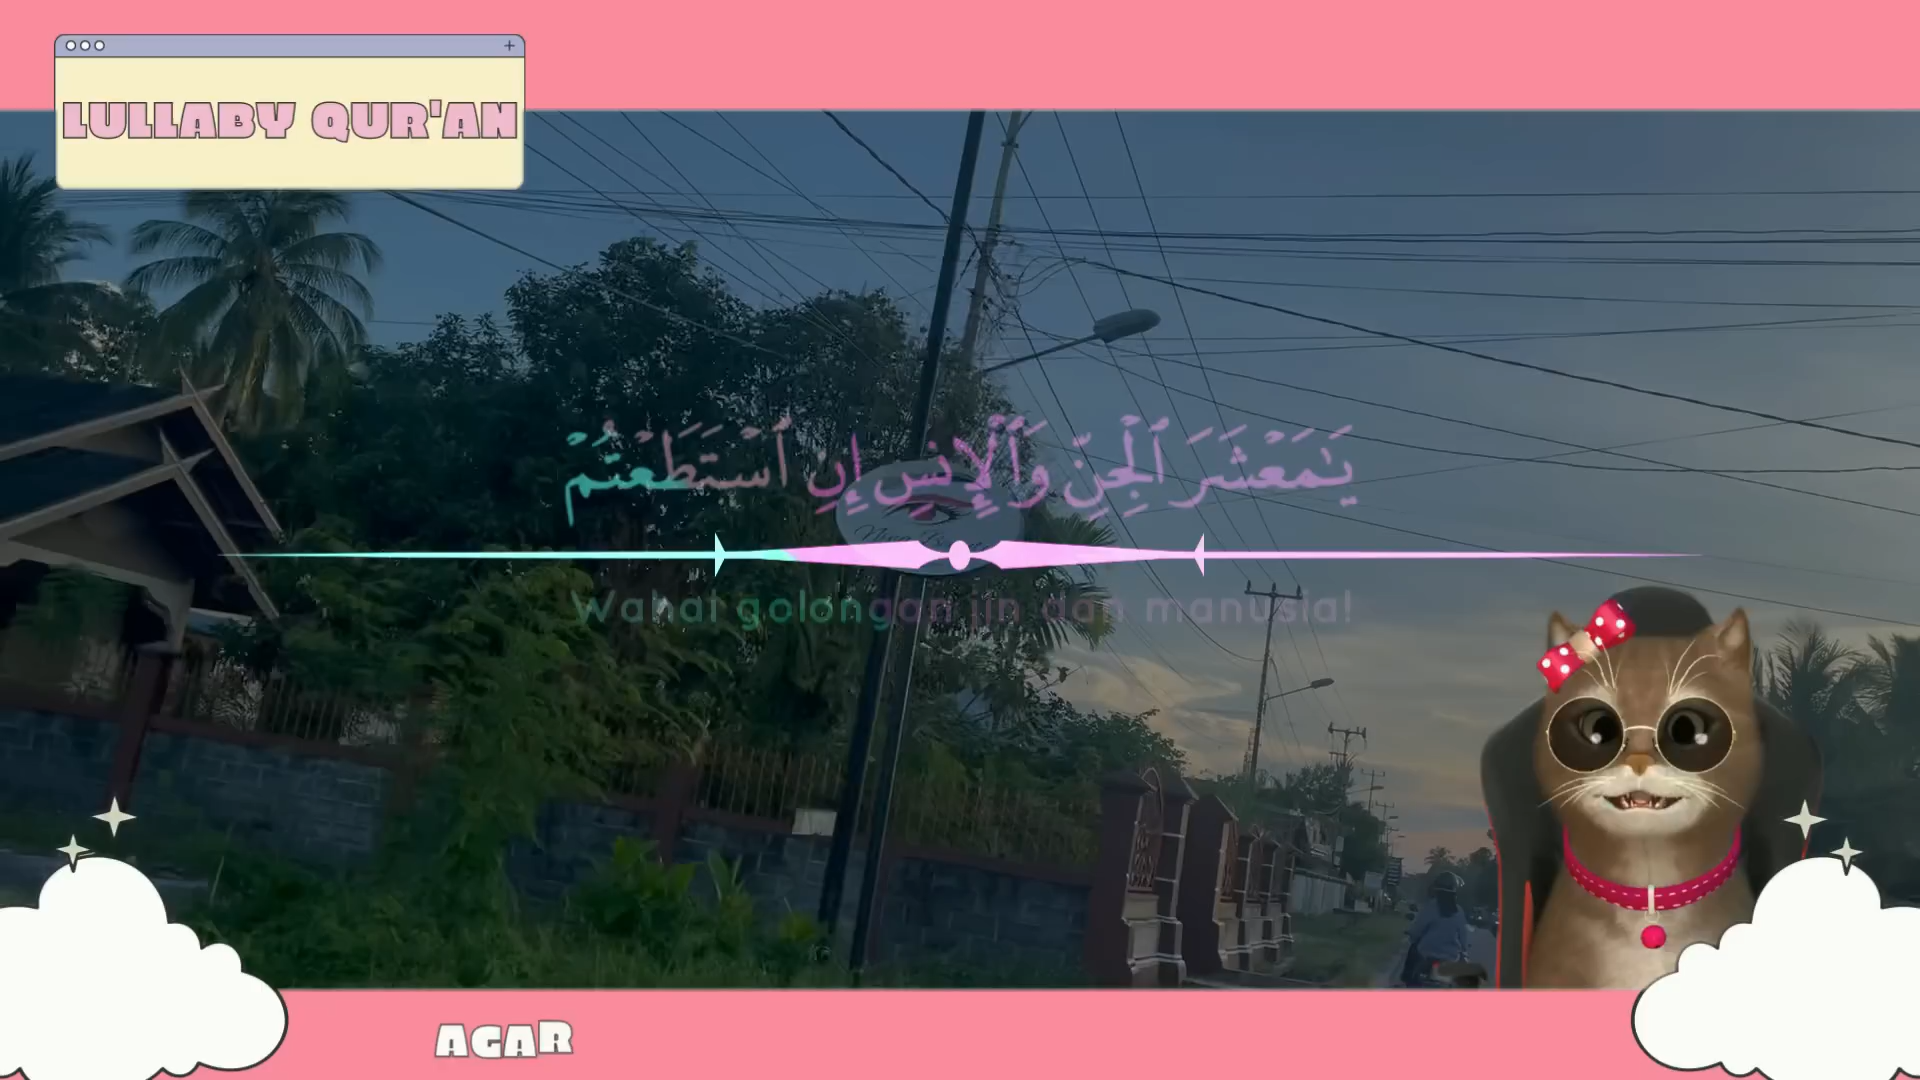 LULLABY QUR'AN
يَـٰمَعْشَرَ ٱلْجِنِّ وَٱلْإِنسِ إِنِ ٱسْتَطَعْتُمْ
Wahai golongan jin dan manusia!
AGAR